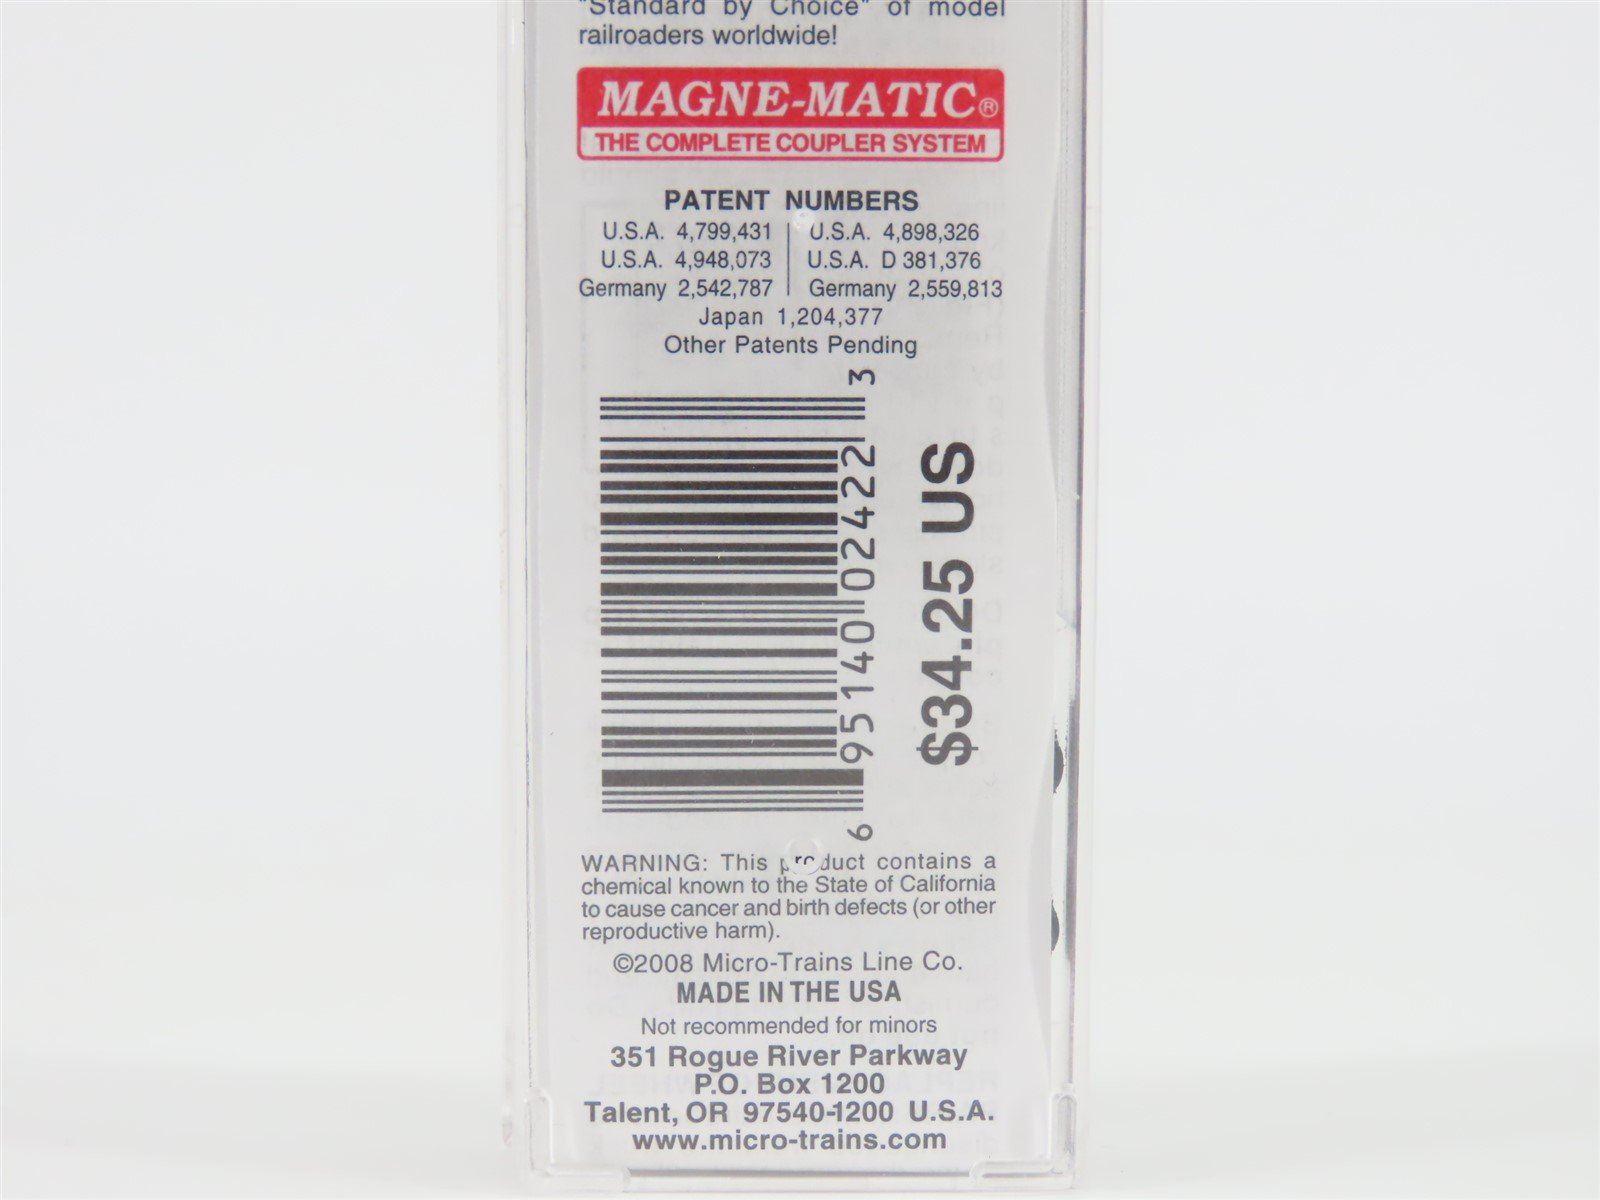 "Standard by Choice" of model
railroaders worldwide!
MAGNE-MATIC®
THE COMPLETE COUPLER SYSTEM
PATENT NUMBERS
U.S.A. 4,799,431 U.S.A. 4,898,326
U.S.A. 4,948,073 U.S.A. D 381,376
Germany 2,542,787 Germany 2,559,813
Japan 1,204,377
Other Patents Pending
6 95140 02422 3
$34.25 US
WARNING: This product contains a
chemical known to the State of California
to cause cancer and birth defects (or other
reproductive harm).
©2008 Micro-Trains Line Co.
MADE IN THE USA
Not recommended for minors
351 Rogue River Parkway
P.O. Box 1200
Talent, OR 97540-1200 U.S.A.
www.micro-trains.com